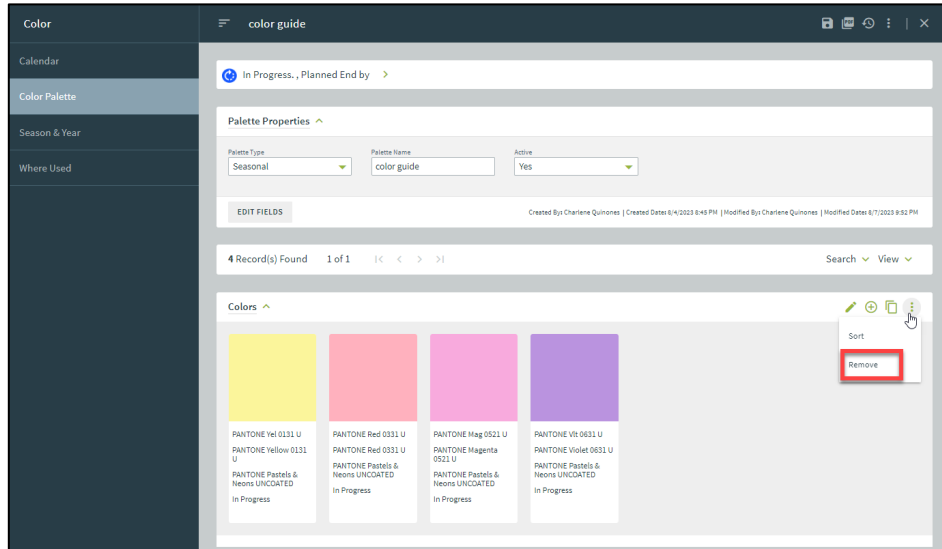 Color
color guide
Calendar
Color Palette
Season & Year
Where Used
In Progress. , Planned End by
Palette Properties
Palette Type
Palette Name
Active
Seasonal
color guide
Yes
EDIT FIELDS
Created By: Charlene Quinones | Created Date: 6/4/2023 6:45 PM | Modified By: Charlene Quinones | Modified Date: 6/7/2023 9:52 PM
4 Record(s) Found
1 of 1
Search
View
Colors
Sort
Remove
PANTONE Yel 0131 U
PANTONE Yellow 0131
U
PANTONE Pastels &
Neons UNCOATED
In Progress
PANTONE Red 0331 U
PANTONE Red 0331 U
PANTONE Pastels &
Neons UNCOATED
In Progress
PANTONE Mag 0521 U
PANTONE Magenta
0521 U
PANTONE Pastels &
Neons UNCOATED
In Progress
PANTONE Vlt 0631 U
PANTONE Violet 0631 U
PANTONE Pastels &
Neons UNCOATED
In Progress